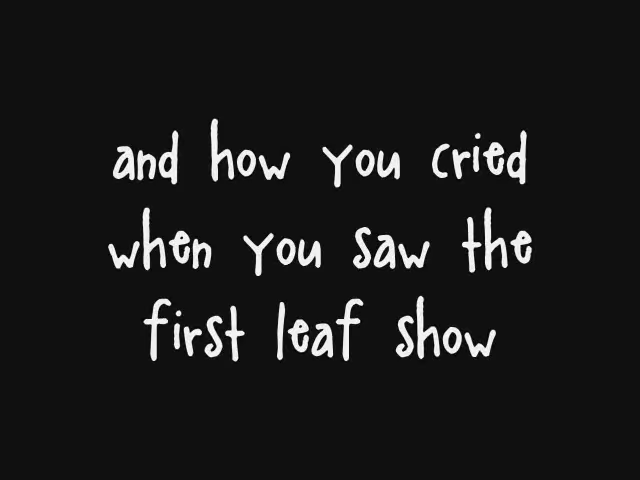 and how you cried
when you saw the
first leaf show